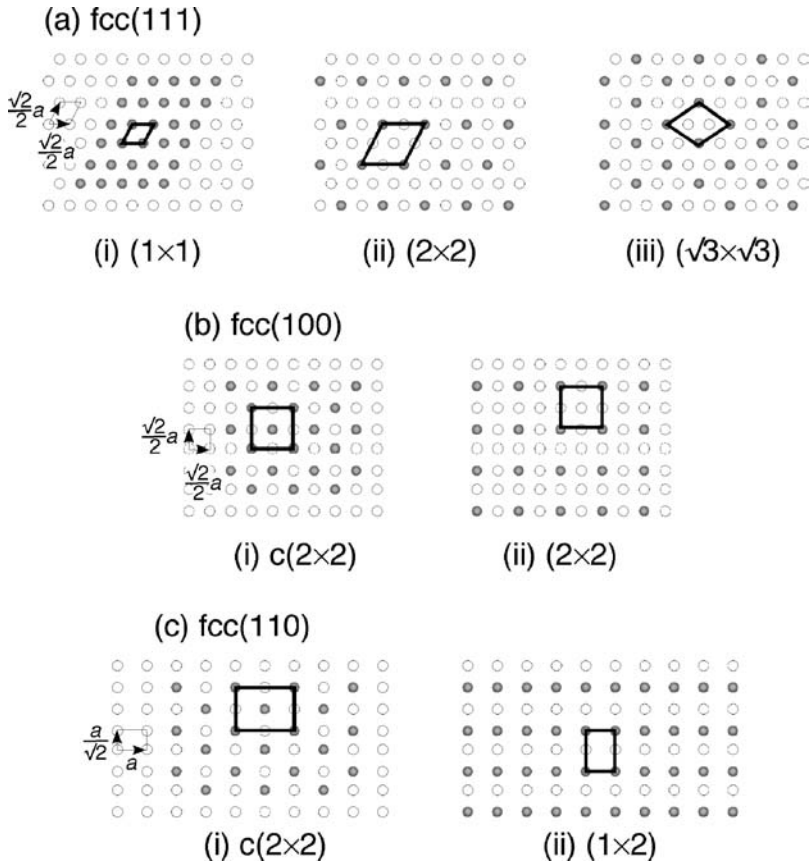 (a) fcc(111)
√2/2 a
√2/2 a
(i) (1×1)
(ii) (2×2)
(iii) (√3×√3)
(b) fcc(100)
√2/2 a
√2/2 a
(i) c(2×2)
(ii) (2×2)
(c) fcc(110)
a/√2
a
(i) c(2×2)
(ii) (1×2)